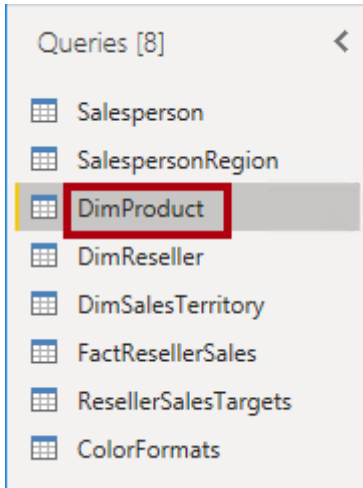 Queries [8]
Salesperson
SalespersonRegion
DimProduct
DimReseller
DimSalesTerritory
FactResellerSales
ResellerSalesTargets
ColorFormats